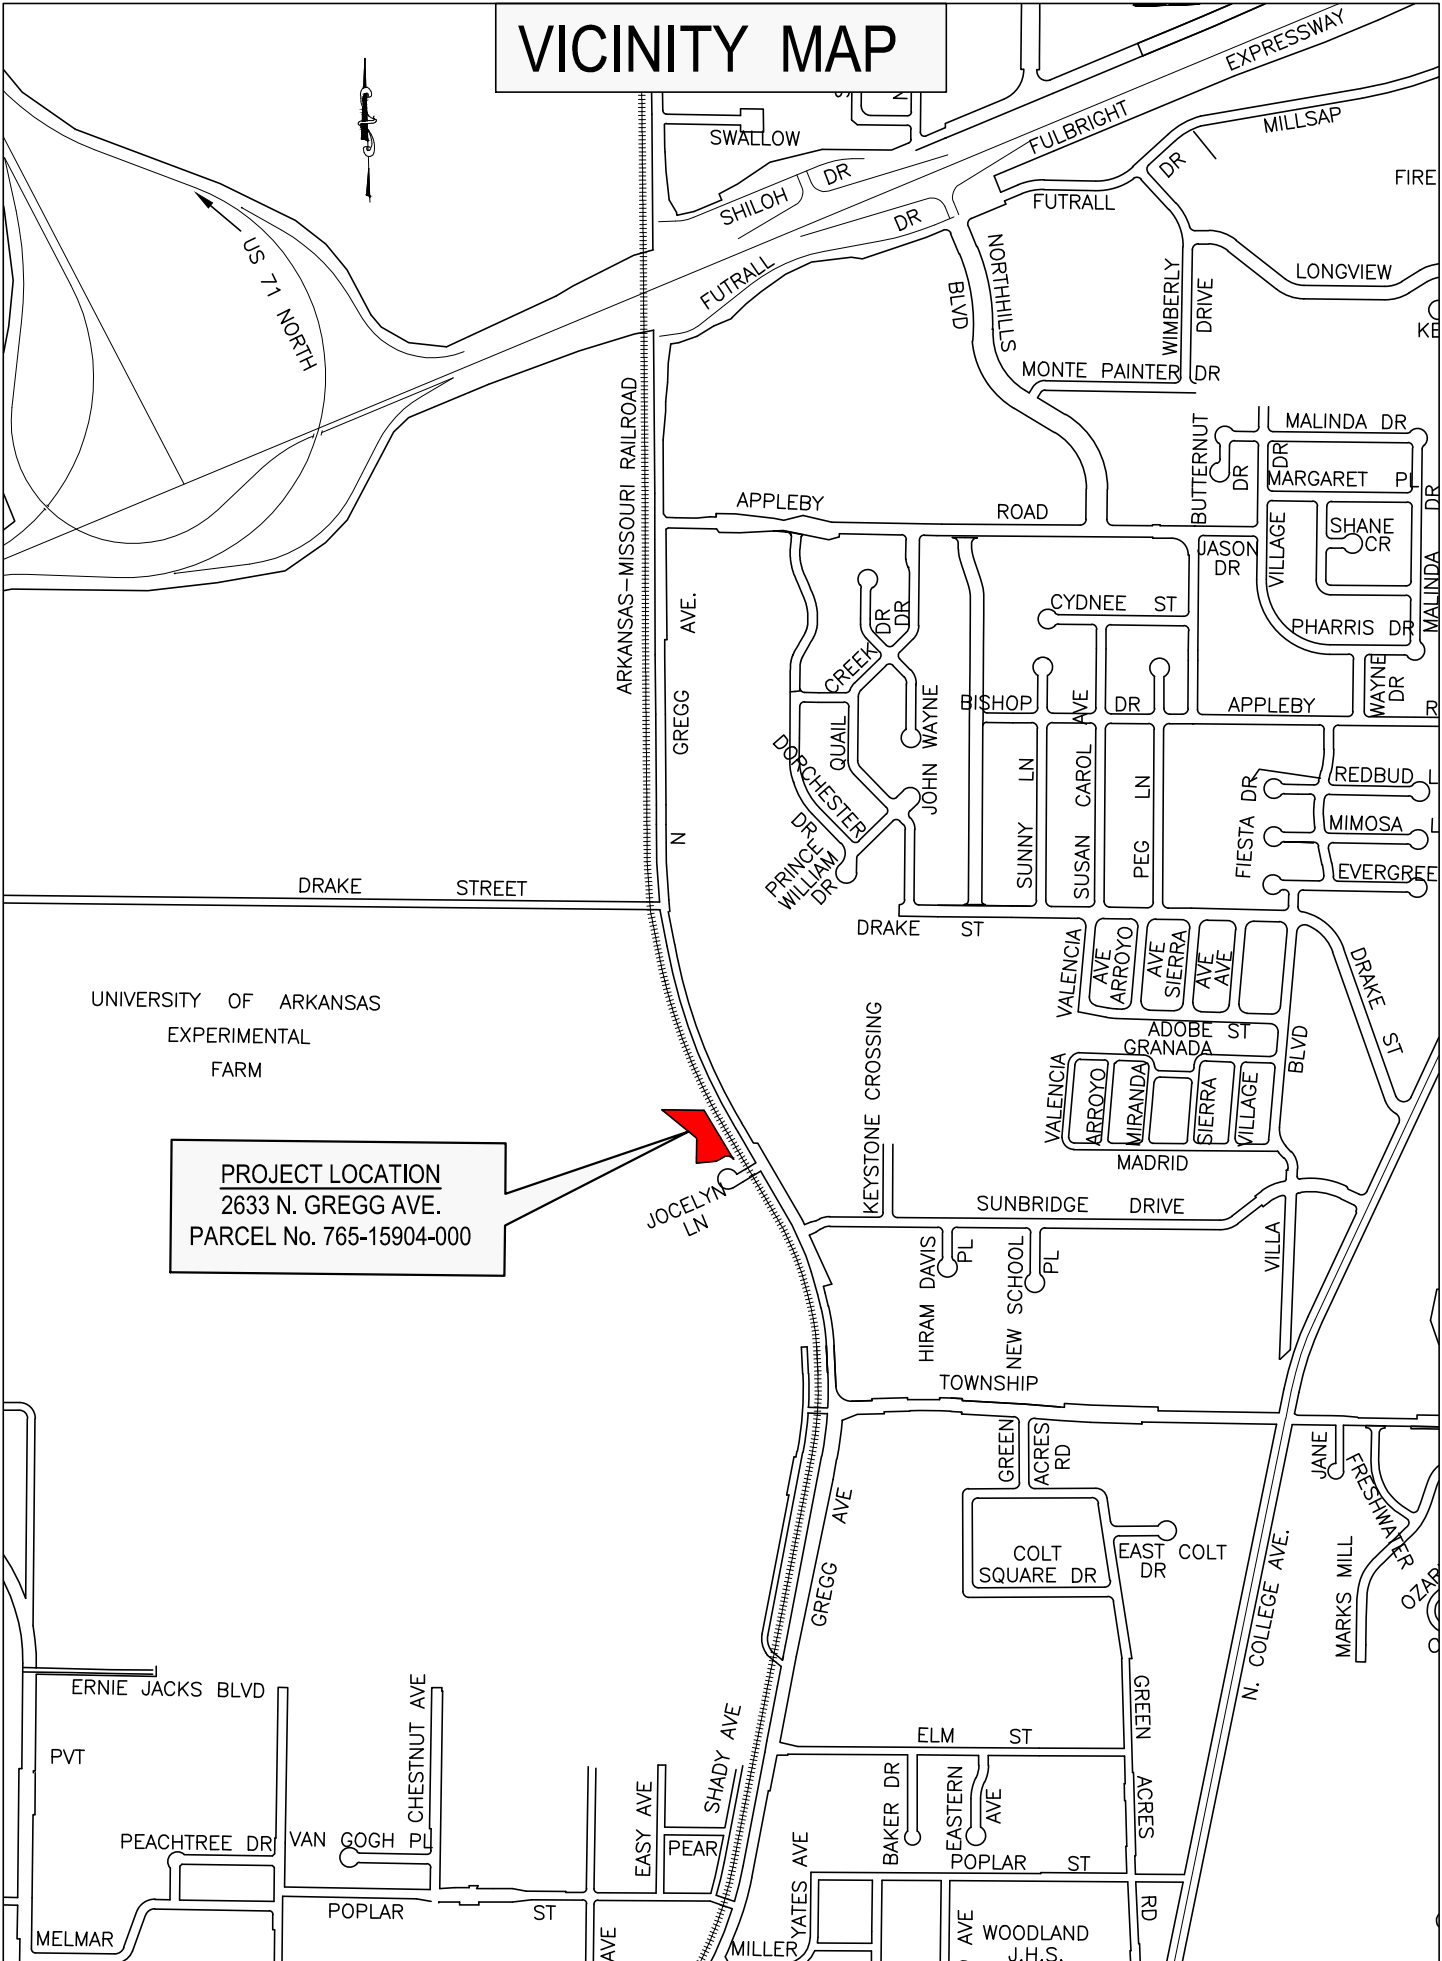 VICINITY MAP
EXPRESSWAY
FULBRIGHT
MILLSAP
SWALLOW
SHILOH DR
DR
FUTRALL
FIRE
US 71 NORTH
FUTRALL DR
NORTHHILLS
BLVD
WIMBERLY
DRIVE
LONGVIEW
KE
MONTE PAINTER DR
ARKANSAS-MISSOURI RAILROAD
BUTTERNUT
DR
MALINDA DR
DR
MARGARET PL
MALINDA DR
APPLEBY ROAD
SHANE
CR
JASON
DR
VILLAGE
N GREGG AVE.
CYDNEE ST
PHARRIS DR
DR
DR
CREEK
QUAIL
JOHN WAYNE
BISHOP DR
APPLEBY R
WAYNE
DR
DORCHESTER
DR
PRINCE
WILLIAM
DR
SUNNY LN
SUSAN CAROL AVE
PEG LN
FIESTA DR
REDBUD L
MIMOSA L
EVERGREE
DRAKE STREET
DRAKE ST
DRAKE ST
VALENCIA
AVE
ARROYO
AVE
SIERRA
AVE
AVE
UNIVERSITY OF ARKANSAS
EXPERIMENTAL
FARM
KEYSTONE CROSSING
ADOBE ST
GRANADA
BLVD
VALENCIA
ARROYO
MIRANDA
SIERRA
VILLAGE
MADRID
PROJECT LOCATION
2633 N. GREGG AVE.
PARCEL No. 765-15904-000
JOCELYN
LN
SUNBRIDGE DRIVE
VILLA
HIRAM DAVIS
PL
NEW SCHOOL
PL
TOWNSHIP
GREEN
ACRES
RD
JANE
FRESHWATER
GREGG AVE
COLT
SQUARE DR
EAST COLT
DR
N. COLLEGE AVE.
MARKS MILL
OZAR
O
ERNIE JACKS BLVD
PVT
CHESTNUT AVE
SHADY AVE
ELM ST
GREEN ACRES RD
BAKER DR
EASTERN
AVE
PEACHTREE DR
VAN GOGH PL
EASY AVE
PEAR
YATES AVE
POPLAR ST
POPLAR ST
MELMAR
AVE
MILLER
AVE
WOODLAND
J.H.S.